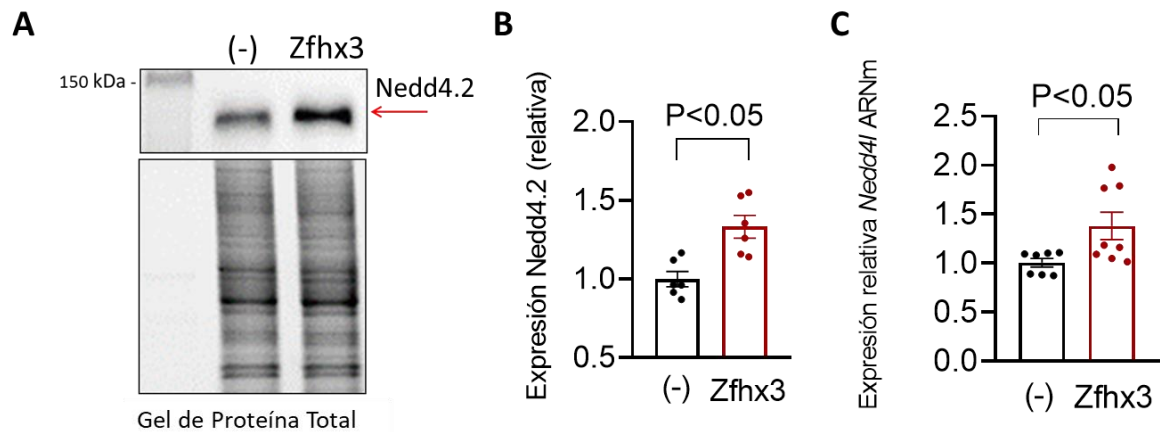 A
(-) Zfhx3
150 kDa -
Nedd4.2
Gel de Proteína Total
B
Expresión Nedd4.2 (relativa)
P<0.05
2.0
1.5
1.0
0.5
(-) Zfhx3
C
Expresión relativa Nedd4l ARNm
P<0.05
2.5
2.0
1.5
1.0
0.5
0.0
(-) Zfhx3